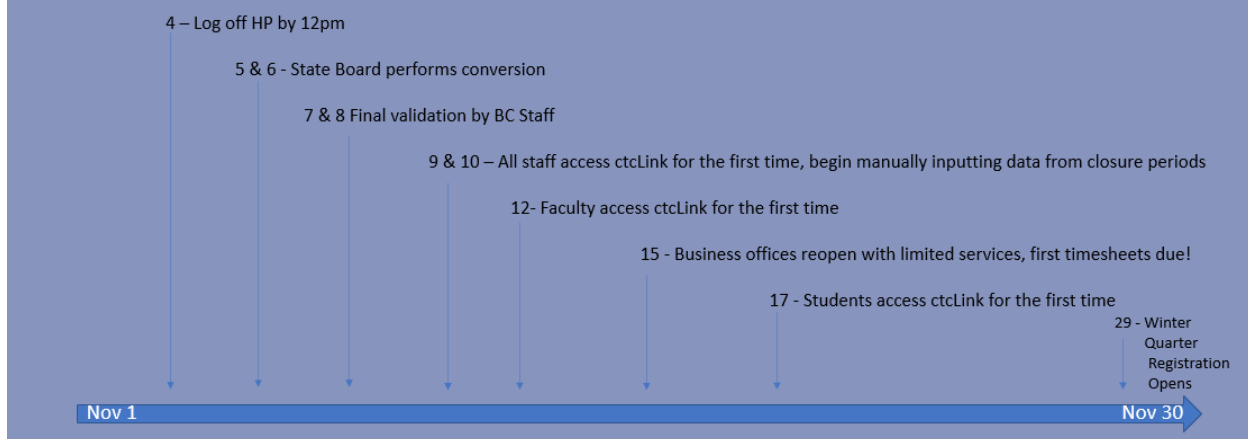 4 – Log off HP by 12pm
5 & 6 - State Board performs conversion
7 & 8 Final validation by BC Staff
9 & 10 – All staff access ctcLink for the first time, begin manually inputting data from closure periods
12- Faculty access ctcLink for the first time
15 - Business offices reopen with limited services, first timesheets due!
17 - Students access ctcLink for the first time
29 - Winter
Quarter
Registration
Opens
Nov 1
Nov 30